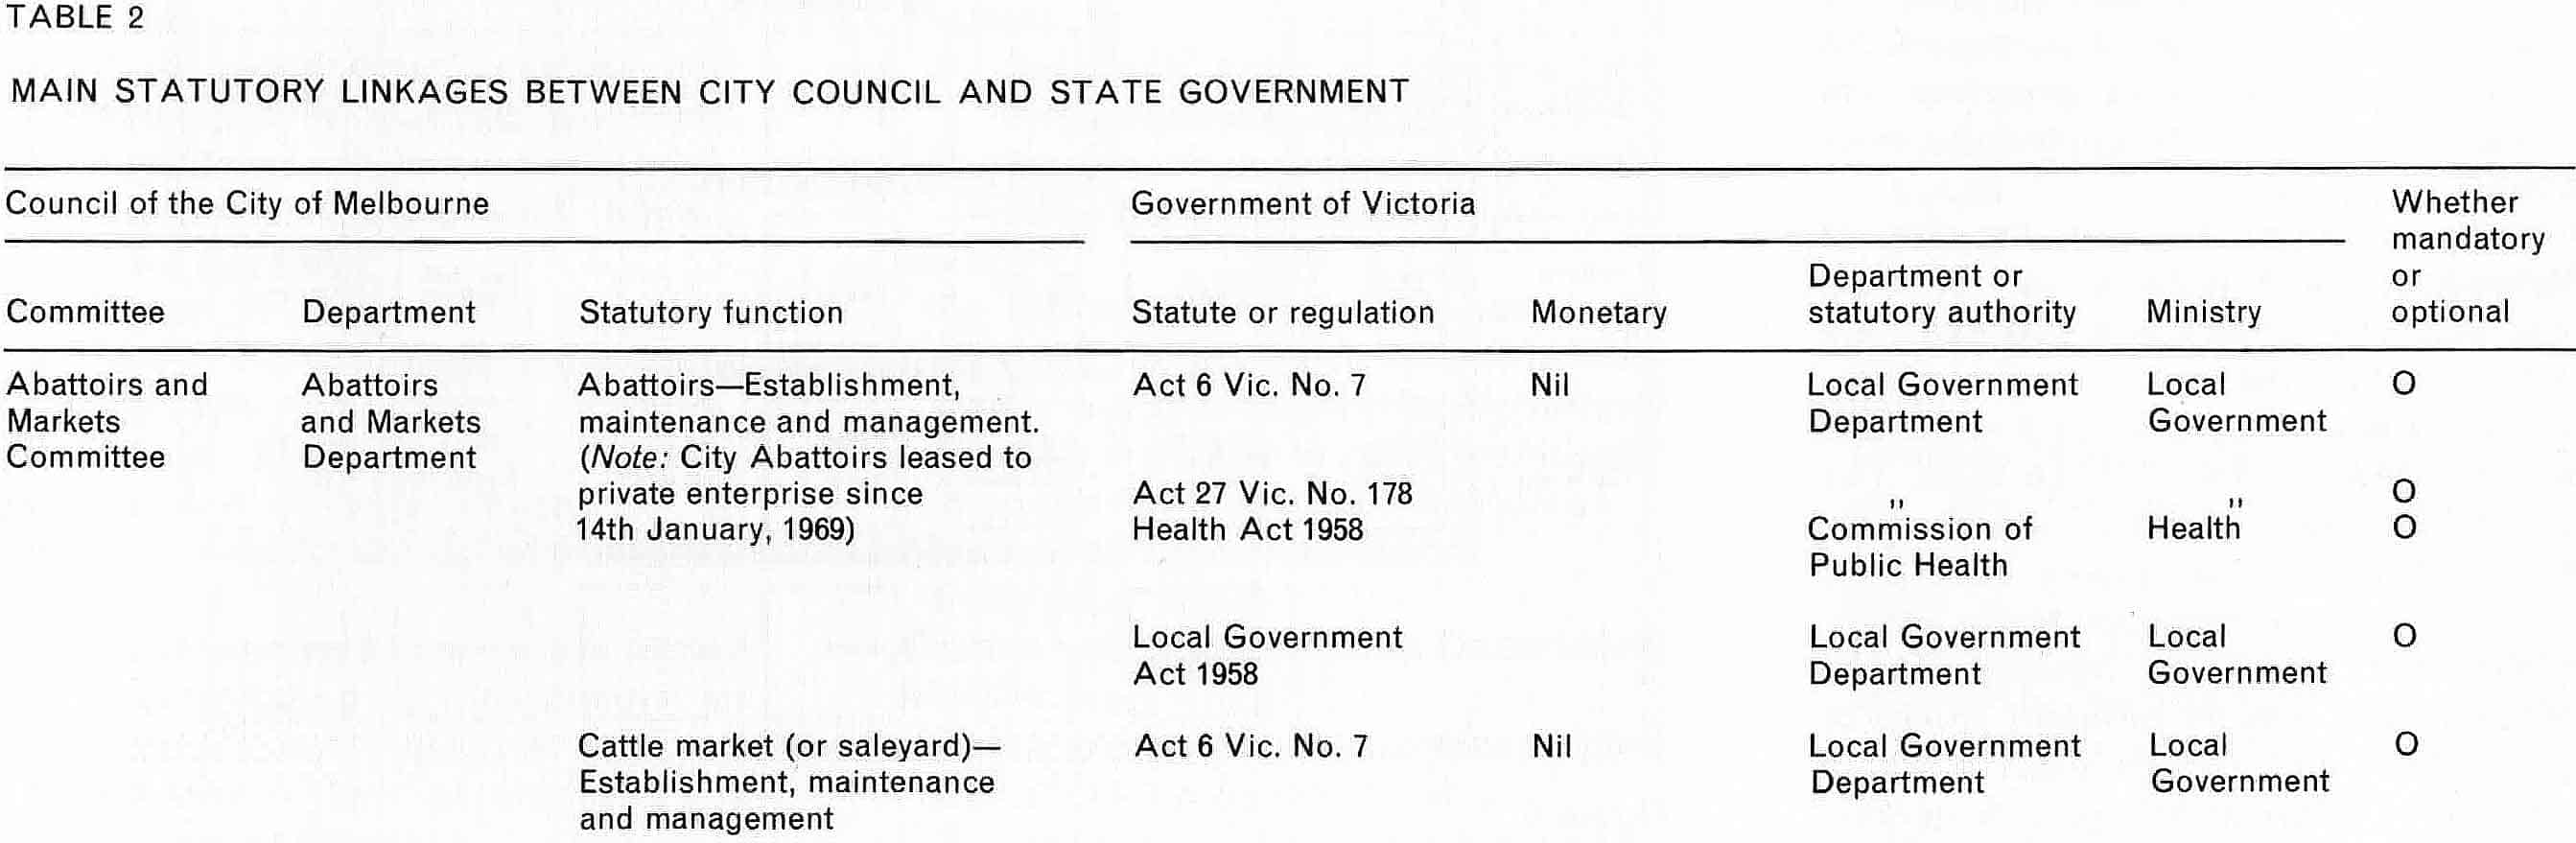 TABLE 2
MAIN STATUTORY LINKAGES BETWEEN CITY COUNCIL AND STATE GOVERNMENT
Council of the City of Melbourne Government of Victoria Whether
mandatory
Department or or
Committee Department Statutory function Statute or regulation Monetary statutory authority Ministry optional
Abattoirs and Abattoirs Abattoirs—Establishment, Act 6 Vic. No. 7 Nil Local Government Local O
Markets and Markets maintenance and management. Department Government
Committee Department (Note: City Abattoirs leased to
private enterprise since Act 27 Vic. No. 178 ,, ,, O
14th January, 1969) Health Act 1958 Commission of Health O
Public Health
Local Government Local Government Local O
Act 1958 Department Government
Cattle market (or saleyard)— Act 6 Vic. No. 7 Nil Local Government Local O
Establishment, maintenance Department Government
and management